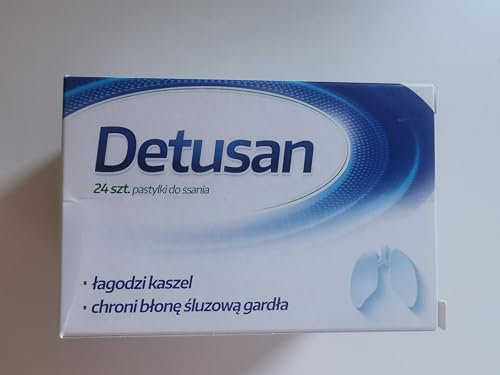 Detusan
24 szt. pastylki do ssania
· łagodzi kaszel
· chroni błonę śluzową gardła